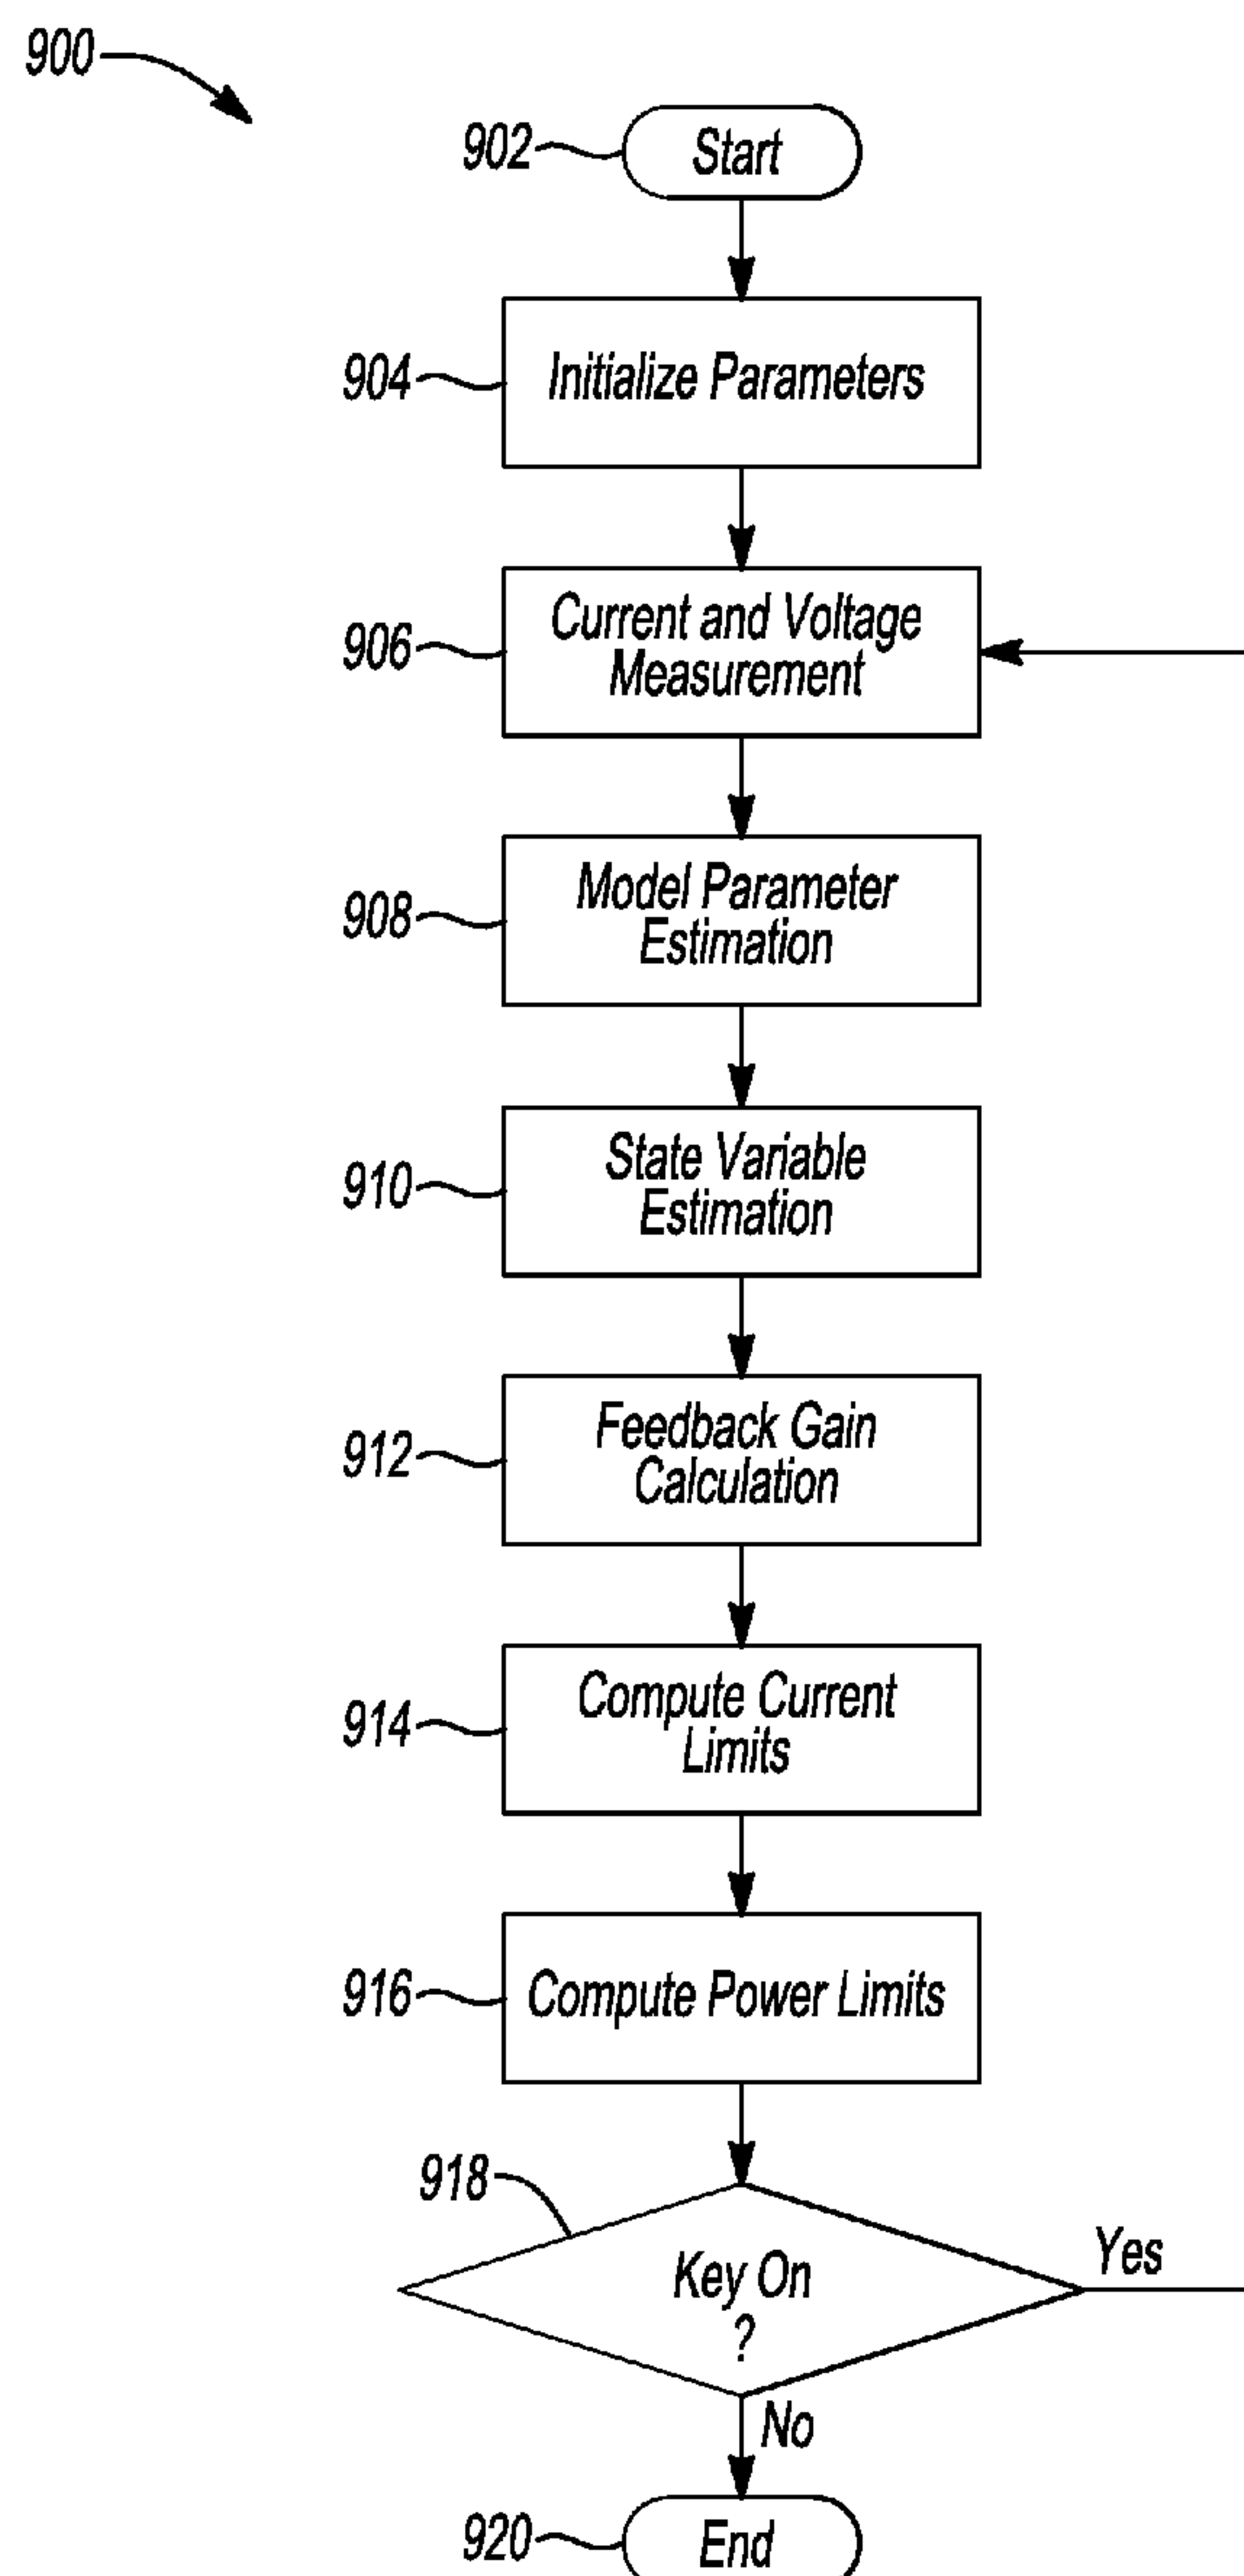 900
902
Start
904
Initialize Parameters
906
Current and Voltage
Measurement
908
Model Parameter
Estimation
910
State Variable
Estimation
912
Feedback Gain
Calculation
914
Compute Current
Limits
916
Compute Power Limits
918
Key On
?
Yes
No
920
End